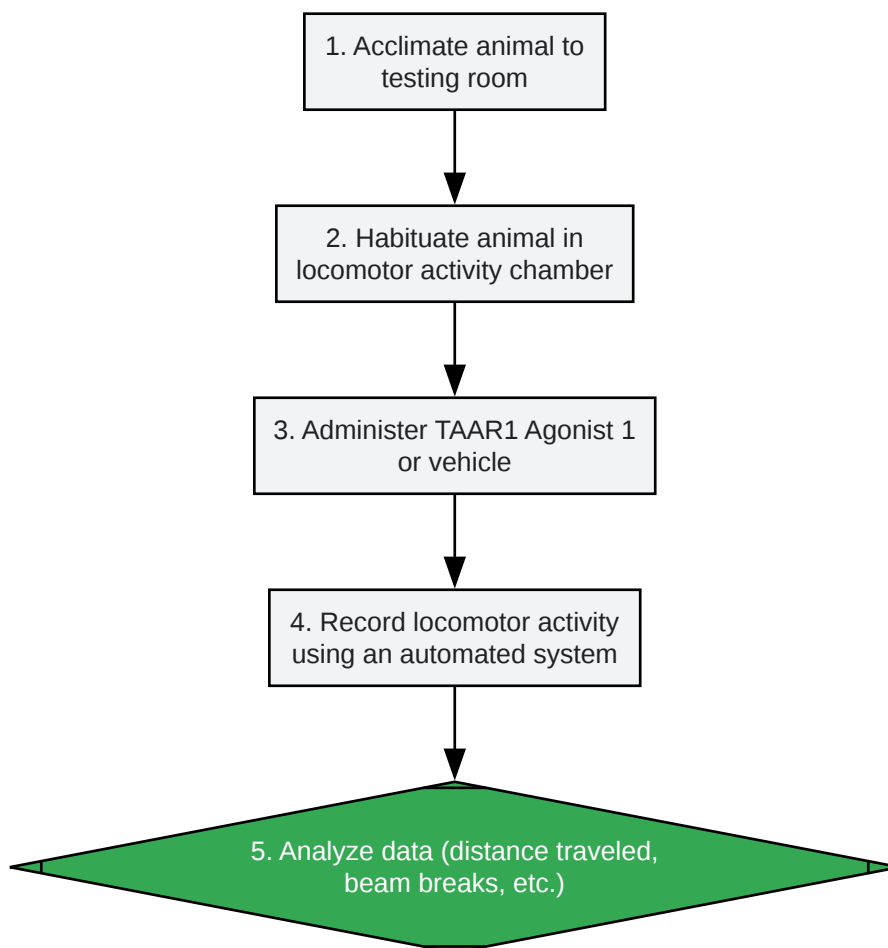 1. Acclimate animal to
testing room
2. Habituate animal in
locomotor activity chamber
3. Administer TAAR1 Agonist 1
or vehicle
4. Record locomotor activity
using an automated system
5. Analyze data (distance traveled,
beam breaks, etc.)